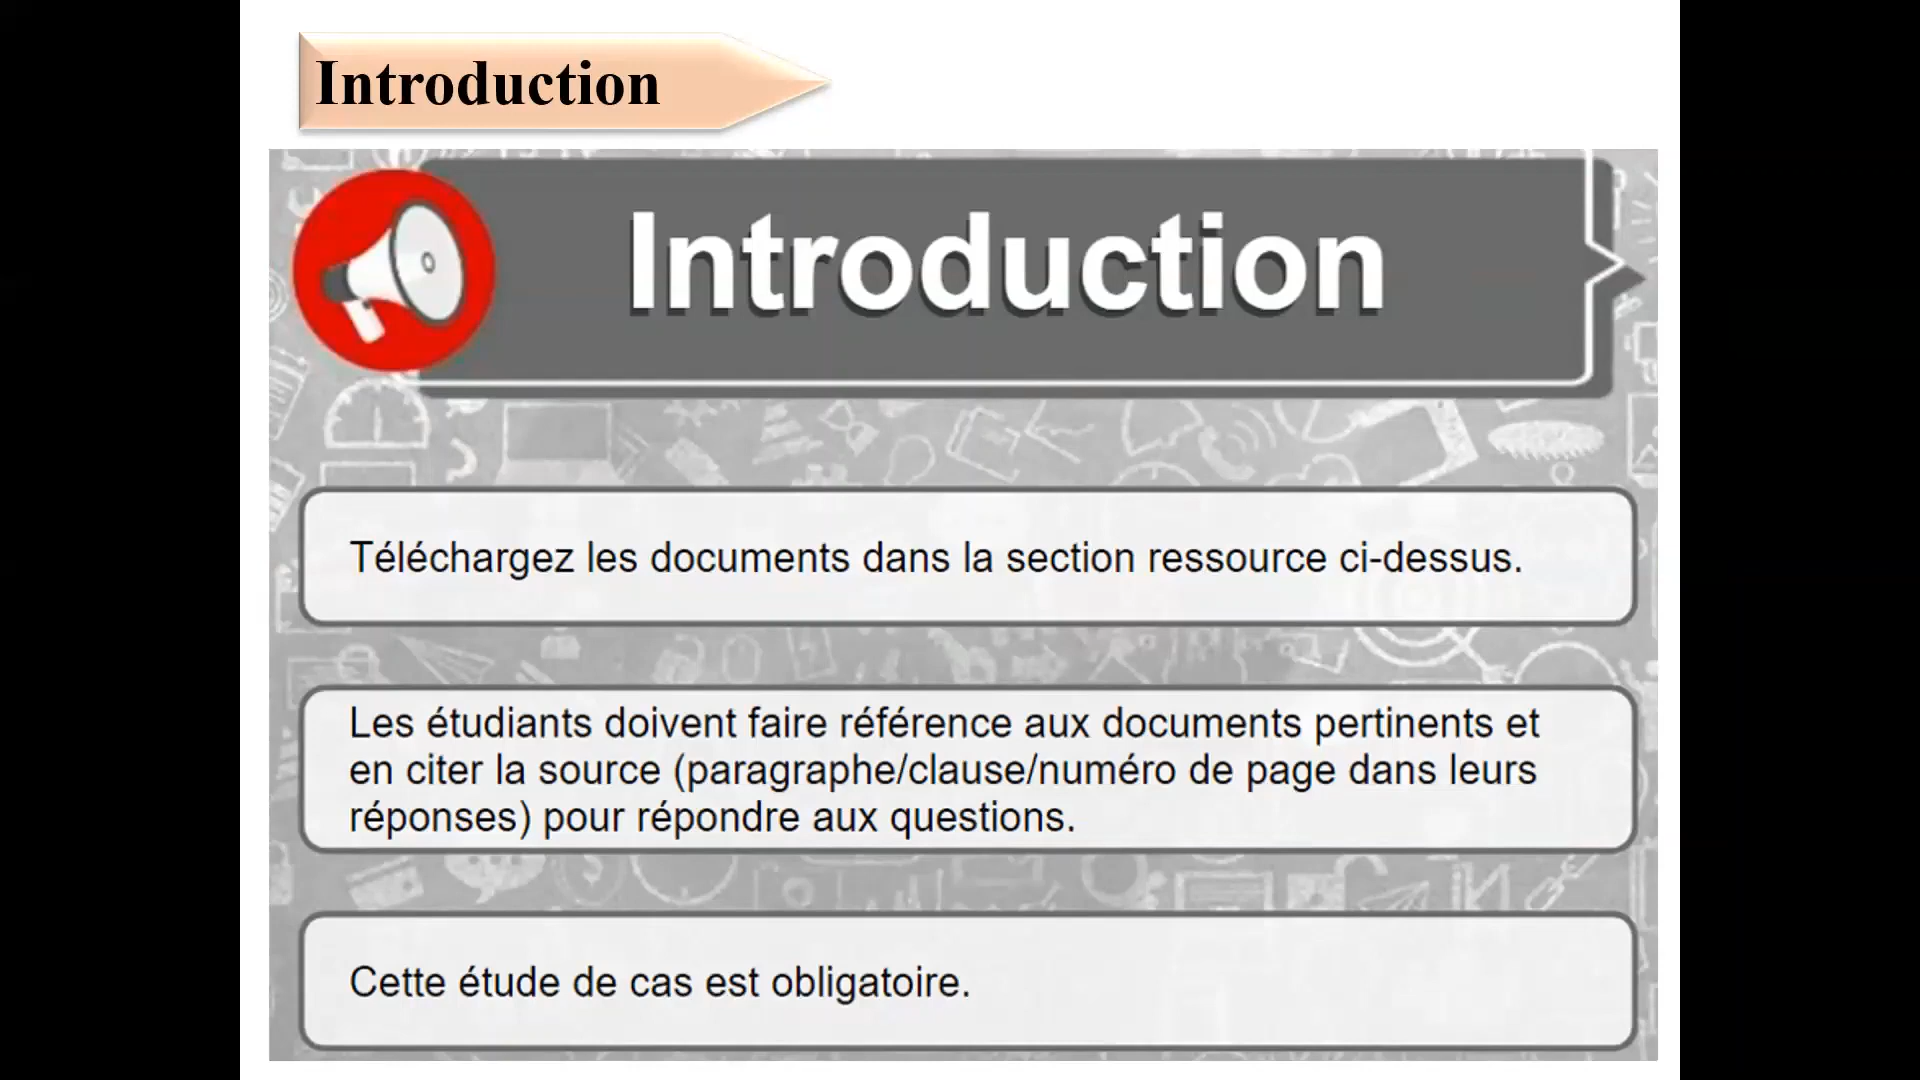 Introduction
Introduction
Téléchargez les documents dans la section ressource ci-dessus.
Les étudiants doivent faire référence aux documents pertinents et
en citer la source (paragraphe/clause/numéro de page dans leurs
réponses) pour répondre aux questions.
Cette étude de cas est obligatoire.